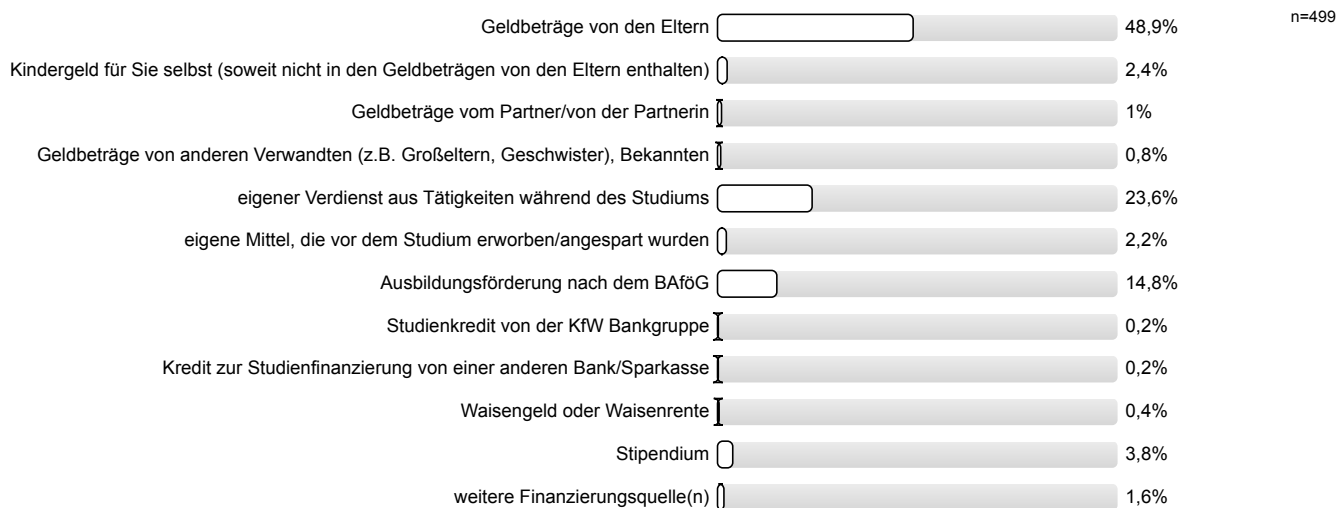 n=499
Geldbeträge von den Eltern 48,9%
Kindergeld für Sie selbst (soweit nicht in den Geldbeträgen von den Eltern enthalten) 2,4%
Geldbeträge vom Partner/von der Partnerin 1%
Geldbeträge von anderen Verwandten (z.B. Großeltern, Geschwister), Bekannten 0,8%
eigener Verdienst aus Tätigkeiten während des Studiums 23,6%
eigene Mittel, die vor dem Studium erworben/angespart wurden 2,2%
Ausbildungsförderung nach dem BAföG 14,8%
Studienkredit von der KfW Bankgruppe 0,2%
Kredit zur Studienfinanzierung von einer anderen Bank/Sparkasse 0,2%
Waisengeld oder Waisenrente 0,4%
Stipendium 3,8%
weitere Finanzierungsquelle(n) 1,6%